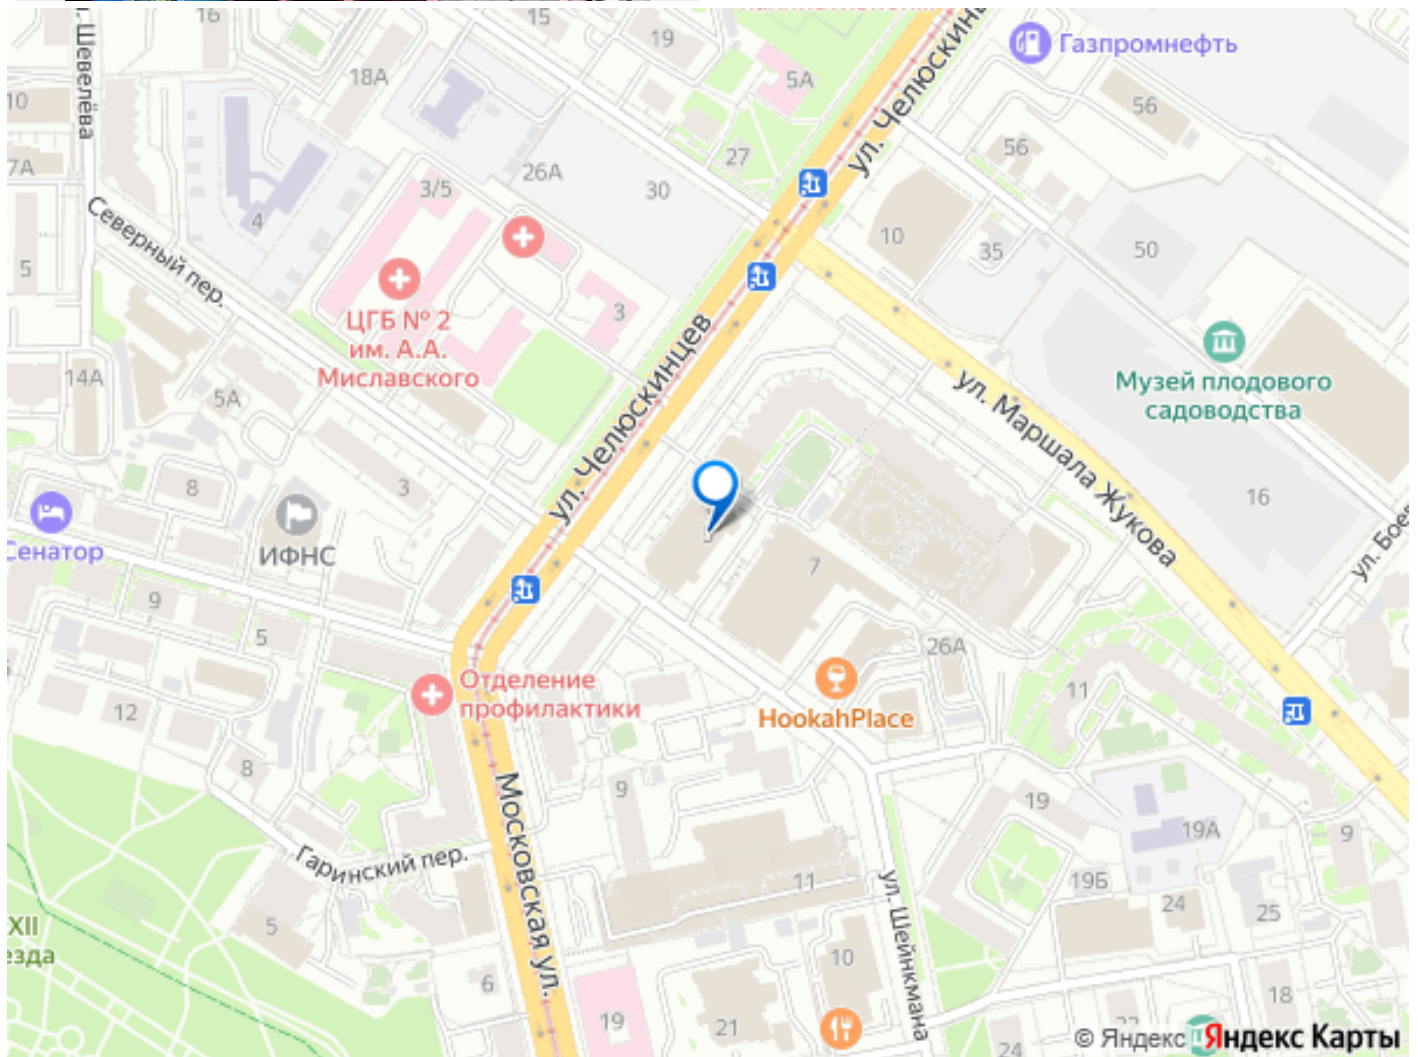 16
15
19
Газпромнефть
18А
5А
ул. Челюскинцев
56
10
Шевелёва
27
56
7А
26А
3/5
30
4
Северный пер.
10
35
50
5
3
ЦГБ № 2
им. А.А.
Миславского
ул. Челюскинцев
Музей плодового
садоводства
14А
5А
ул. Маршала Жукова
8
3
16
Сенатор
ИФНС
7
ул. Боев
9
5
26А
Отделение
профилактики
11
HookahPlace
12
8
9
Московская ул.
19
19А
9
Гаринский пер.
11
ул. Шейнкмана
19Б
24
25
XII
езда
5
10
6
18
19
21
24
© Яндекс
Яндекс Карты